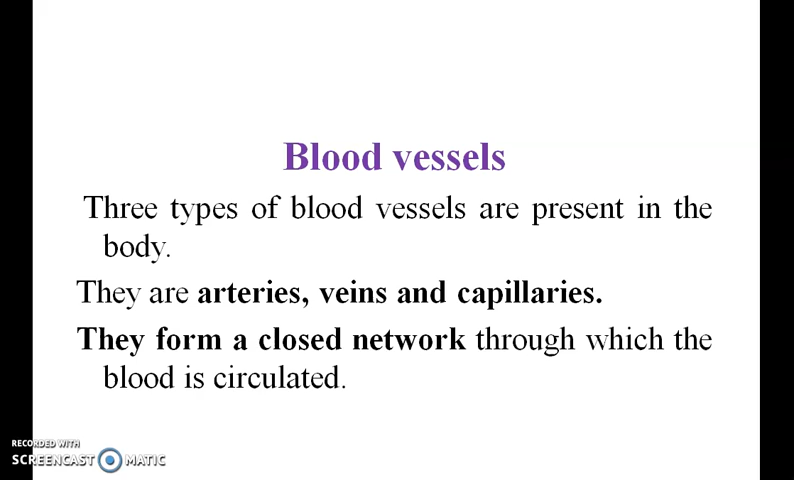 Blood vessels
Three types of blood vessels are present in the
body.
They are arteries, veins and capillaries.
They form a closed network through which the
blood is circulated.
RECORDED WITH
SCREENCAST MATIC